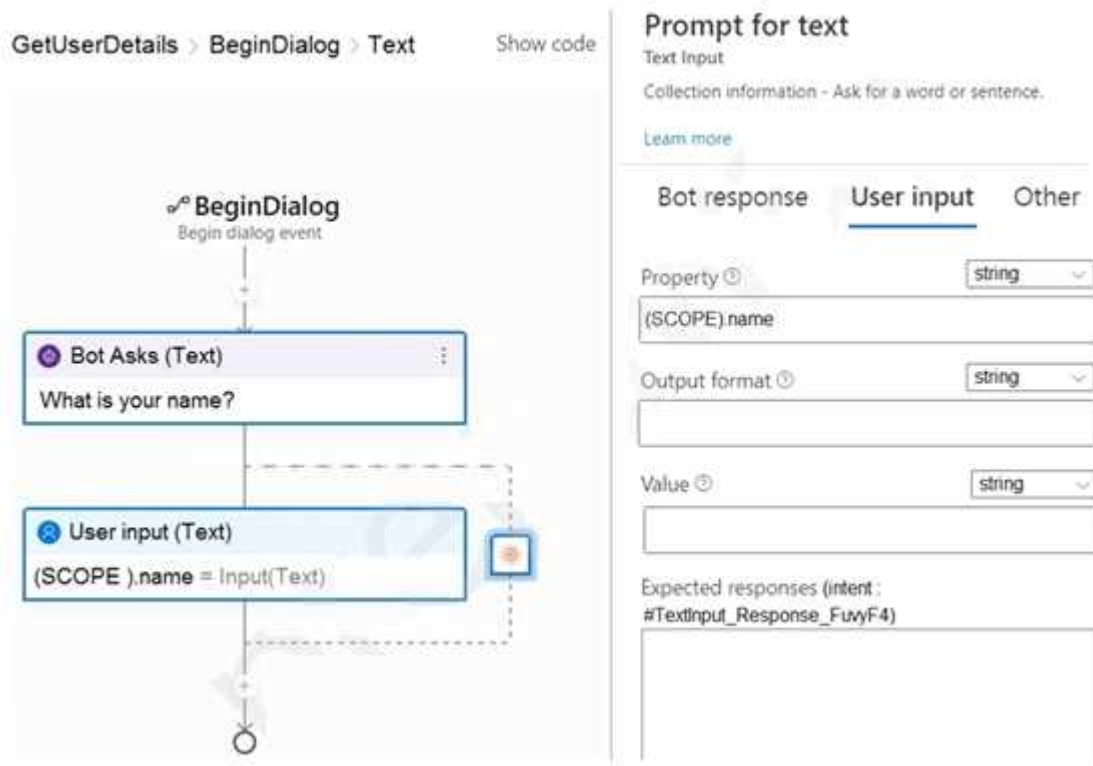 GetUserDetails > BeginDialog > Text
Show code
BeginDialog
Begin dialog event
Bot Asks (Text)
What is your name?
User input (Text)
(SCOPE ).name = Input(Text)
Prompt for text
Text Input
Collection information - Ask for a word or sentence.
Learn more
Bot response User input Other
Property string
(SCOPE).name
Output format string
Value string
Expected responses (intent :
#TextInput_Response_FuvyF4)